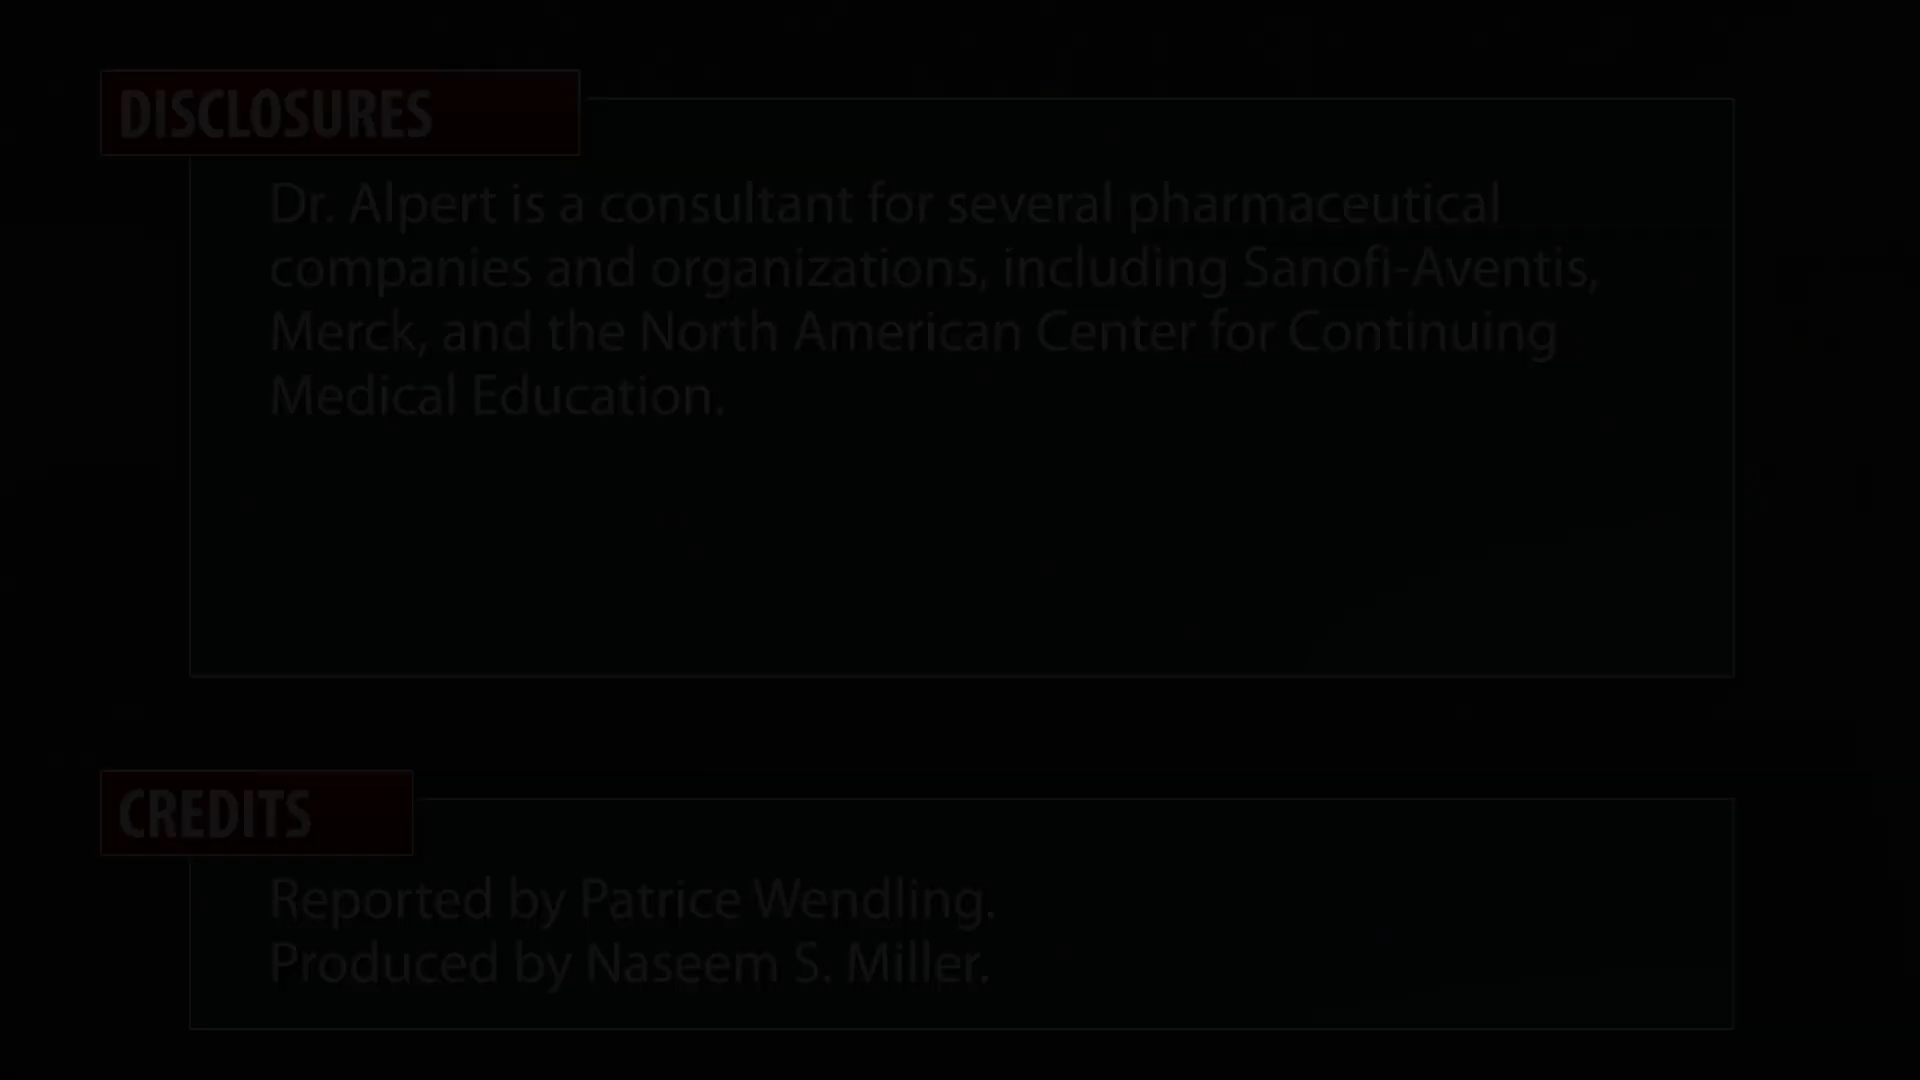 DISCLOSURES
Dr. Alpert is a consultant for several pharmaceutical
companies and organizations, including Sanofi-Aventis,
Merck, and the North American Center for Continuing
Medical Education.
CREDITS
Reported by Patrice Wendling.
Produced by Naseem S. Miller.